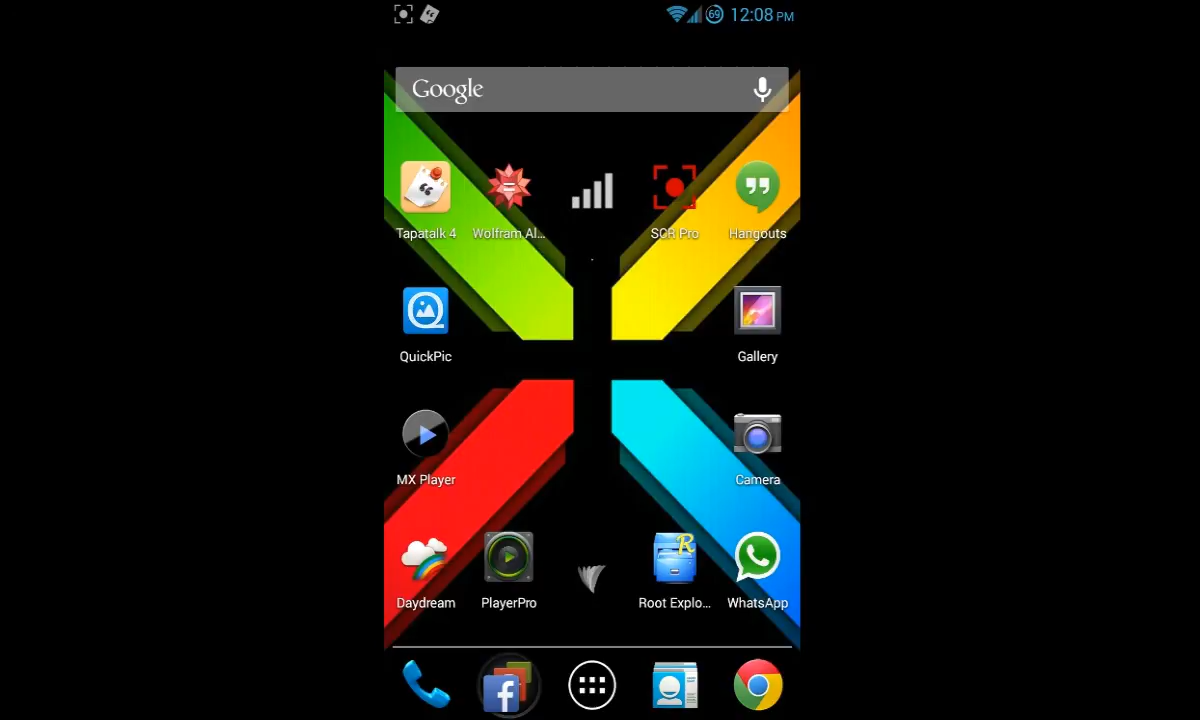 69 12:08 PM
Google
Tapatalk 4 Wolfram Al... SCR Pro Hangouts
QuickPic Gallery
MX Player Camera
Daydream PlayerPro Root Explo... WhatsApp